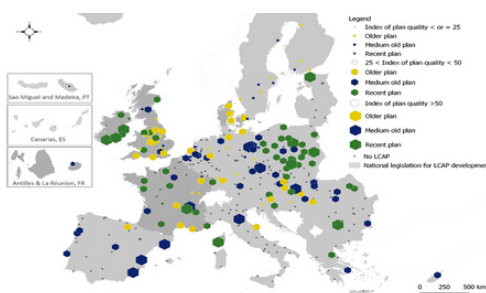 Legend
Index of plan quality < or = 25
Older plan
Medium old plan
Recent plan
25 < Index of plan quality < 50
Older plan
Medium old plan
Recent plan
Index of plan quality >50
Older plan
Medium old plan
Recent plan
No LCAP
National legislation for LCAP developme
Sao Miguel and Madeira, PT
Canarias, ES
Antilles & La Réunion, FR
0 250 500 km